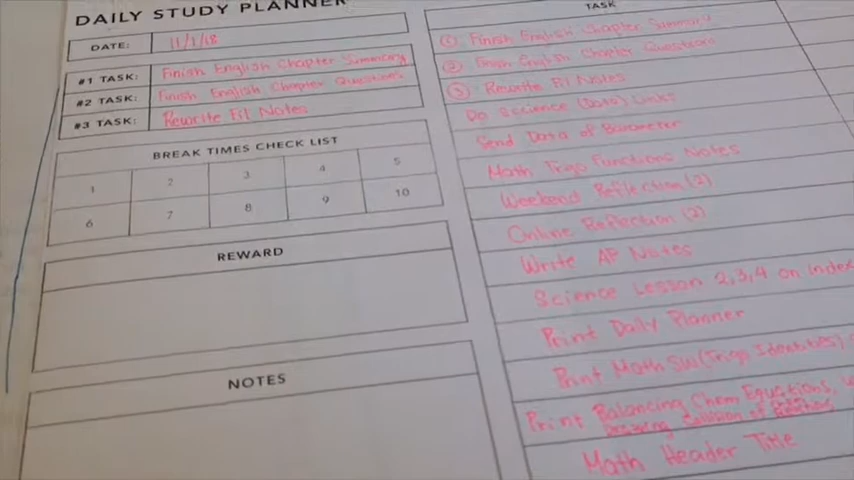 DAILY STUDY PLANNER
DATE: 11/1/18
#1 TASK: Finish English Chapter Summary
#2 TASK: Finish English Chapter Questions
#3 TASK: Rewrite Fil Notes
BREAK TIMES CHECK LIST
1 2 3 4 5
6 7 8 9 10
REWARD
NOTES
TASK
① Finish English Chapter Summary
② Finish English Chapter Questions
③ Rewrite Fil Notes
Do Science (Data) Links
Send Data of Barometer
Math Trigo Functions Notes
Weekend Reflection (2)
Online Reflection (2)
Write AP Notes
Science Lesson 2,3,4 on Index
Print Daily Planner
Print Math SW (Trigo Identities)
Print Balancing Chem Equations,
Collision of
Math Header Title